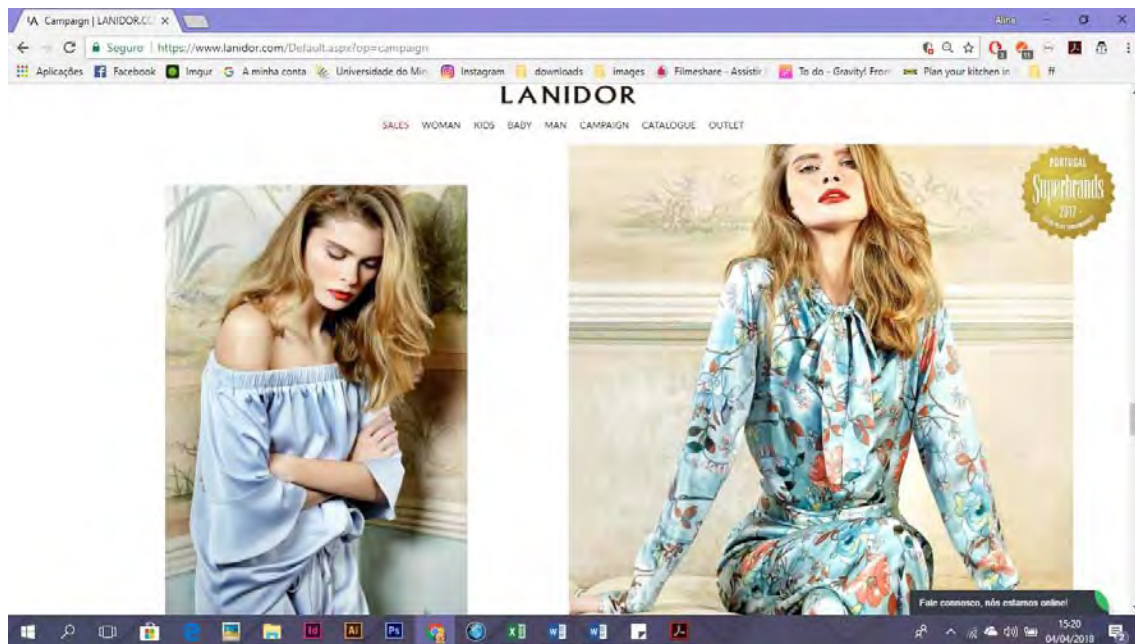 Campaign | LANIDOR.CO
Alina
Seguro | https://www.lanidor.com/Default.aspx?op=campaign
Aplicações Facebook Imgur A minha conta Universidade do Min Instagram downloads images Filmeshare - Assistir To do - Gravity! From Plan your kitchen in ff
LANIDOR
SALES WOMAN KIDS BABY MAN CAMPAIGN CATALOGUE OUTLET
PORTUGAL
Superbrands
2017
Fale connosco, nós estamos online!
15:20
04/04/2018